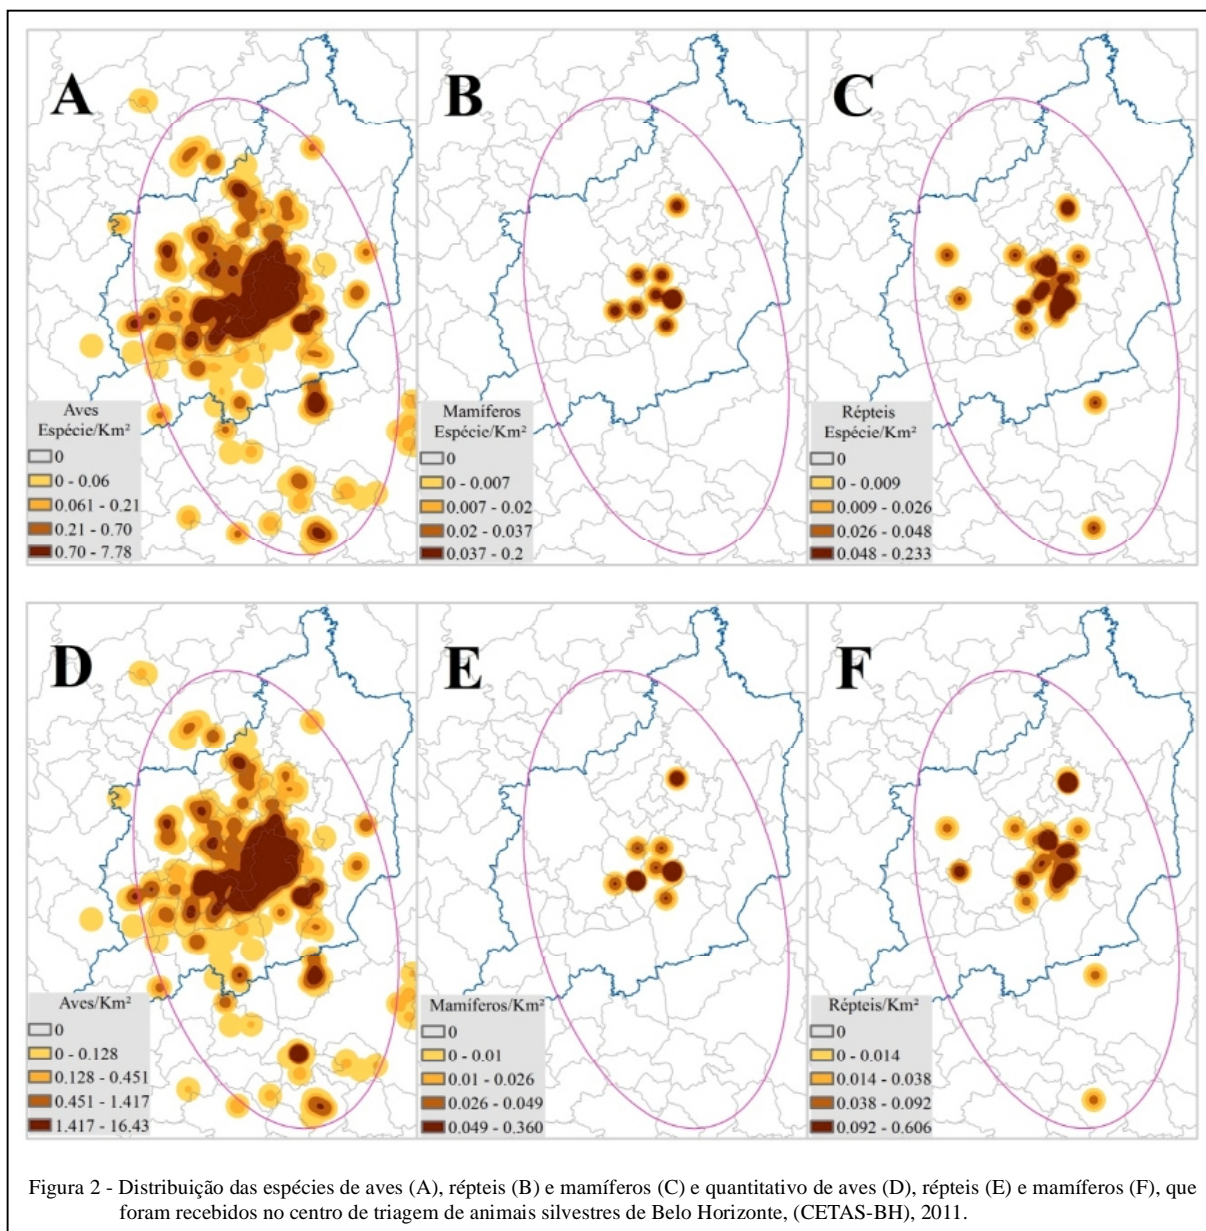 A
B
C
Aves
Espécie/Km²
0
0 - 0.06
0.061 - 0.21
0.21 - 0.70
0.70 - 7.78
Mamíferos
Espécie/Km²
0
0 - 0.007
0.007 - 0.02
0.02 - 0.037
0.037 - 0.2
Répteis
Espécie/Km²
0
0 - 0.009
0.009 - 0.026
0.026 - 0.048
0.048 - 0.233
D
E
F
Aves/Km²
0
0 - 0.128
0.128 - 0.451
0.451 - 1.417
1.417 - 16.43
Mamíferos/Km²
0
0 - 0.01
0.01 - 0.026
0.026 - 0.049
0.049 - 0.360
Répteis/Km²
0
0 - 0.014
0.014 - 0.038
0.038 - 0.092
0.092 - 0.606
Figura 2 - Distribuição das espécies de aves (A), répteis (B) e mamíferos (C) e quantitativo de aves (D), répteis (E) e mamíferos (F), que
foram recebidos no centro de triagem de animais silvestres de Belo Horizonte, (CETAS-BH), 2011.